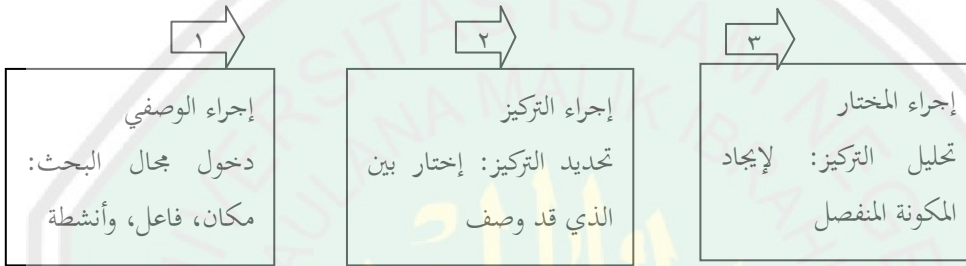 ١
إجراء الوصفي
دخول مجال البحث:
مكان، فاعل، وأنشطة
٢
إجراء التركيز
تحديد التركيز: إختار بين
الذي قد وصف
٣
إجراء المختار
تحليل التركيز: لإيجاد
المكونة المنفصل